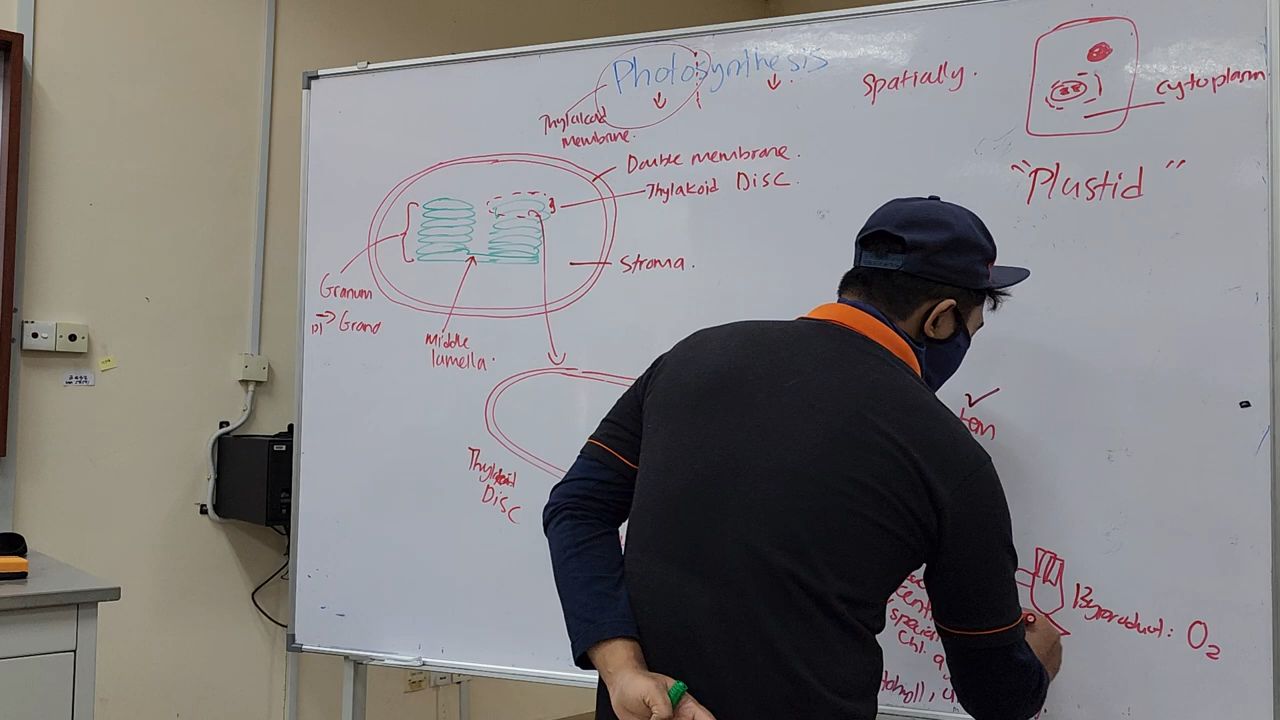 Photosynthesis
Thylakoid
membrane.
spatially.
cytoplasm
"Plastid"
Double membrane.
Thylakoid Disc.
Stroma.
Granum
pl → Grana
Middle
lamella.
Thylakoid
Disc
Byproduct: O₂